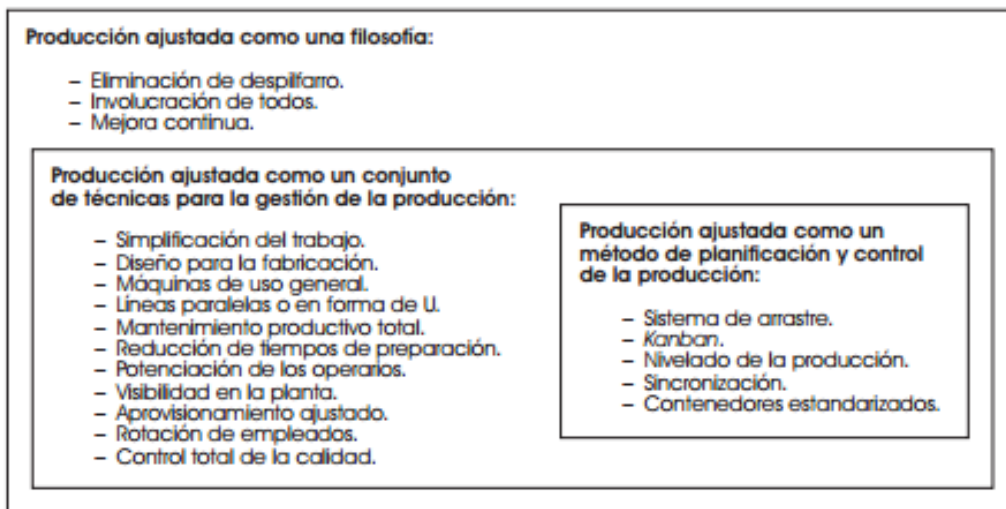 Producción ajustada como una filosofía:
– Eliminación de despilfarro.
– Involucración de todos.
– Mejora continua.
Producción ajustada como un conjunto
de técnicas para la gestión de la producción:
– Simplificación del trabajo.
– Diseño para la fabricación.
– Máquinas de uso general.
– Líneas paralelas o en forma de U.
– Mantenimiento productivo total.
– Reducción de tiempos de preparación.
– Potenciación de los operarios.
– Visibilidad en la planta.
– Aprovisionamiento ajustado.
– Rotación de empleados.
– Control total de la calidad.
Producción ajustada como un
método de planificación y control
de la producción:
– Sistema de arrastre.
– Kanban.
– Nivelado de la producción.
– Sincronización.
– Contenedores estandarizados.